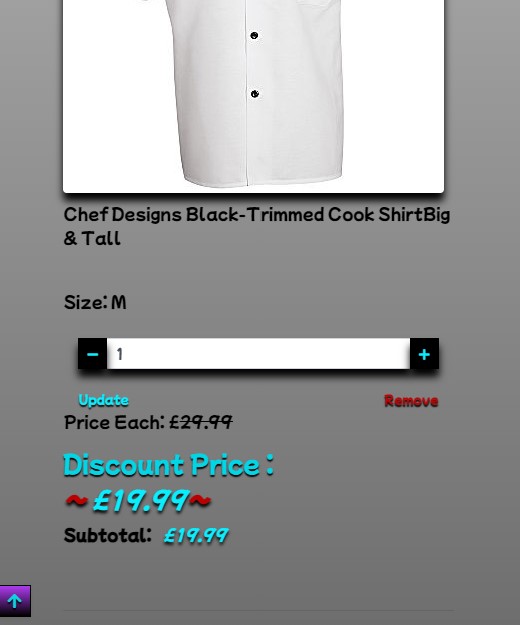 Chef Designs Black-Trimmed Cook ShirtBig
& Tall
Size: M
− 1 +
Update Remove
Price Each: £29.99
Discount Price :
~£19.99~
Subtotal: £19.99